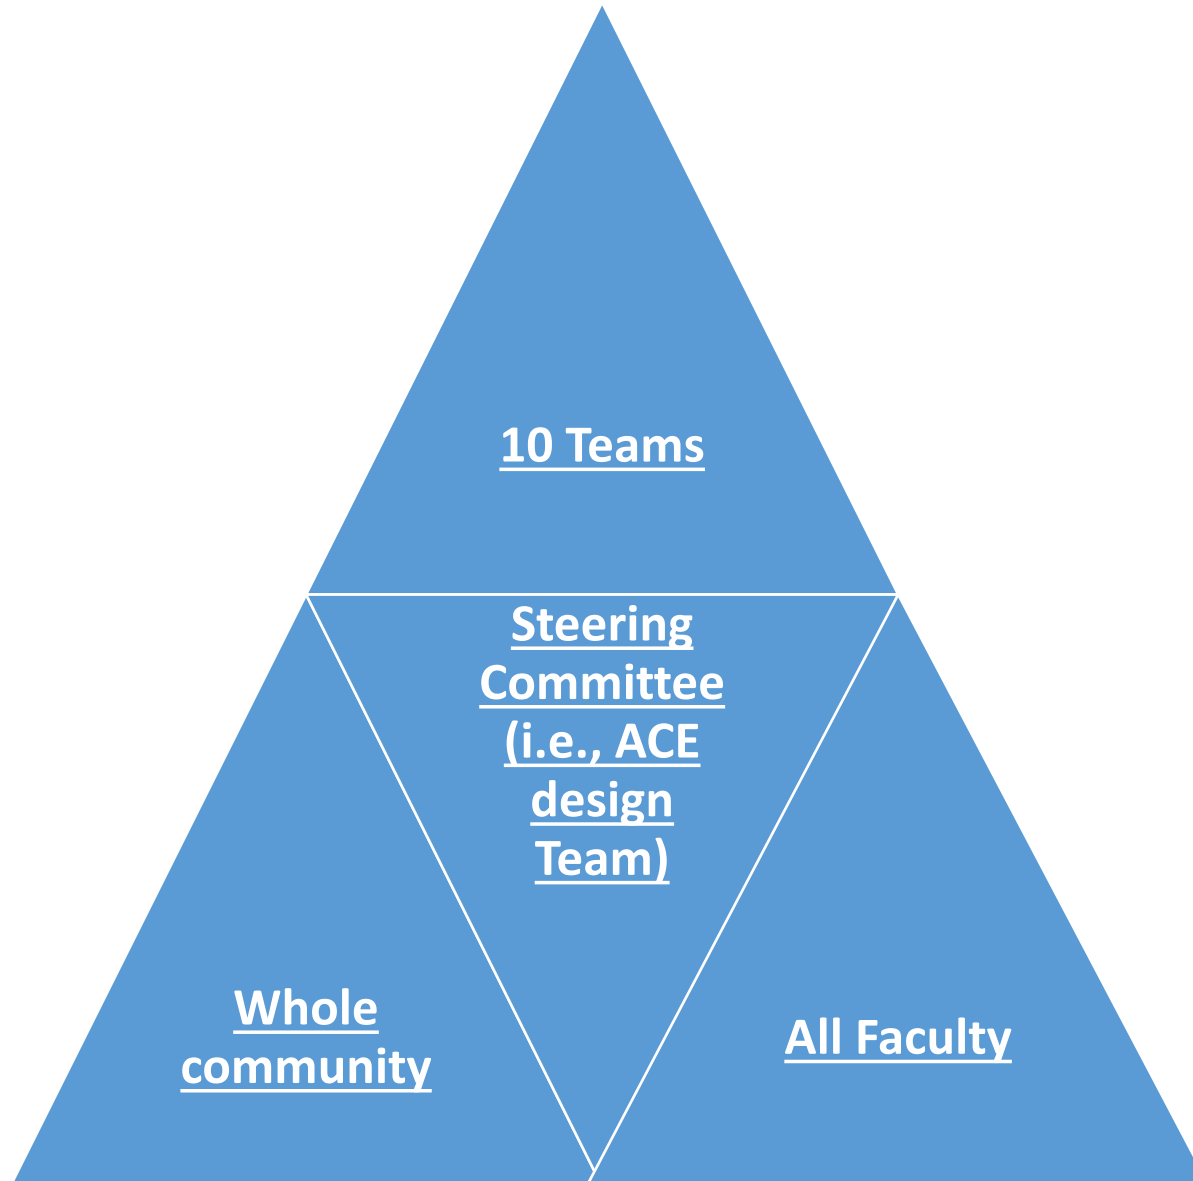 10 Teams
Steering
Committee
(i.e., ACE
design
Team)
Whole
community
All Faculty